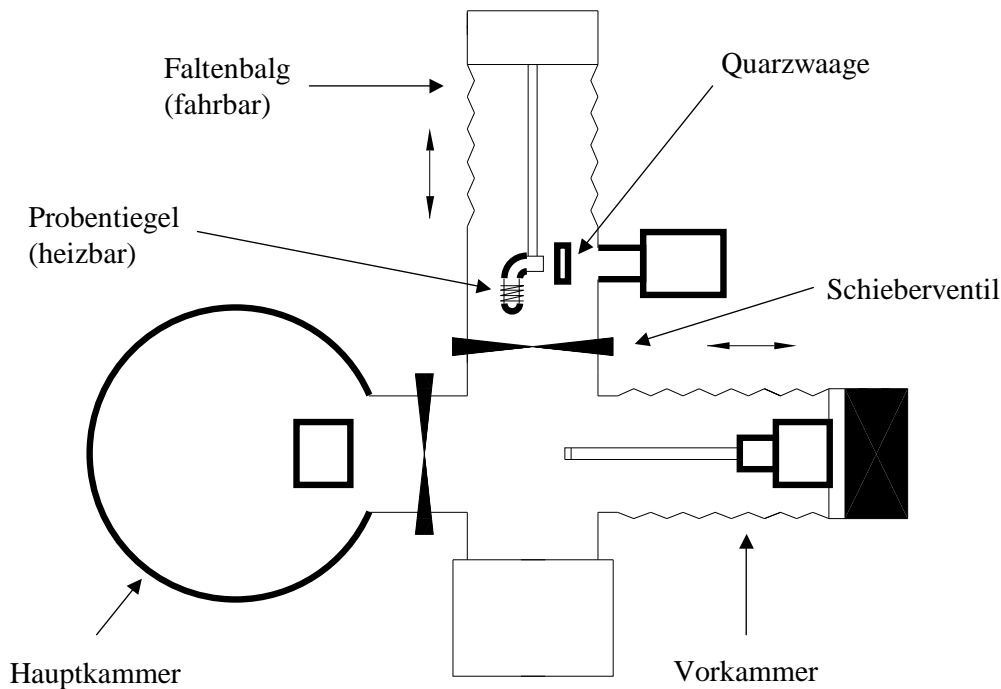 Faltenbalg
(fahrbar)
Quarzwaage
Probentiegel
(heizbar)
Schieberventil
Hauptkammer
Vorkammer